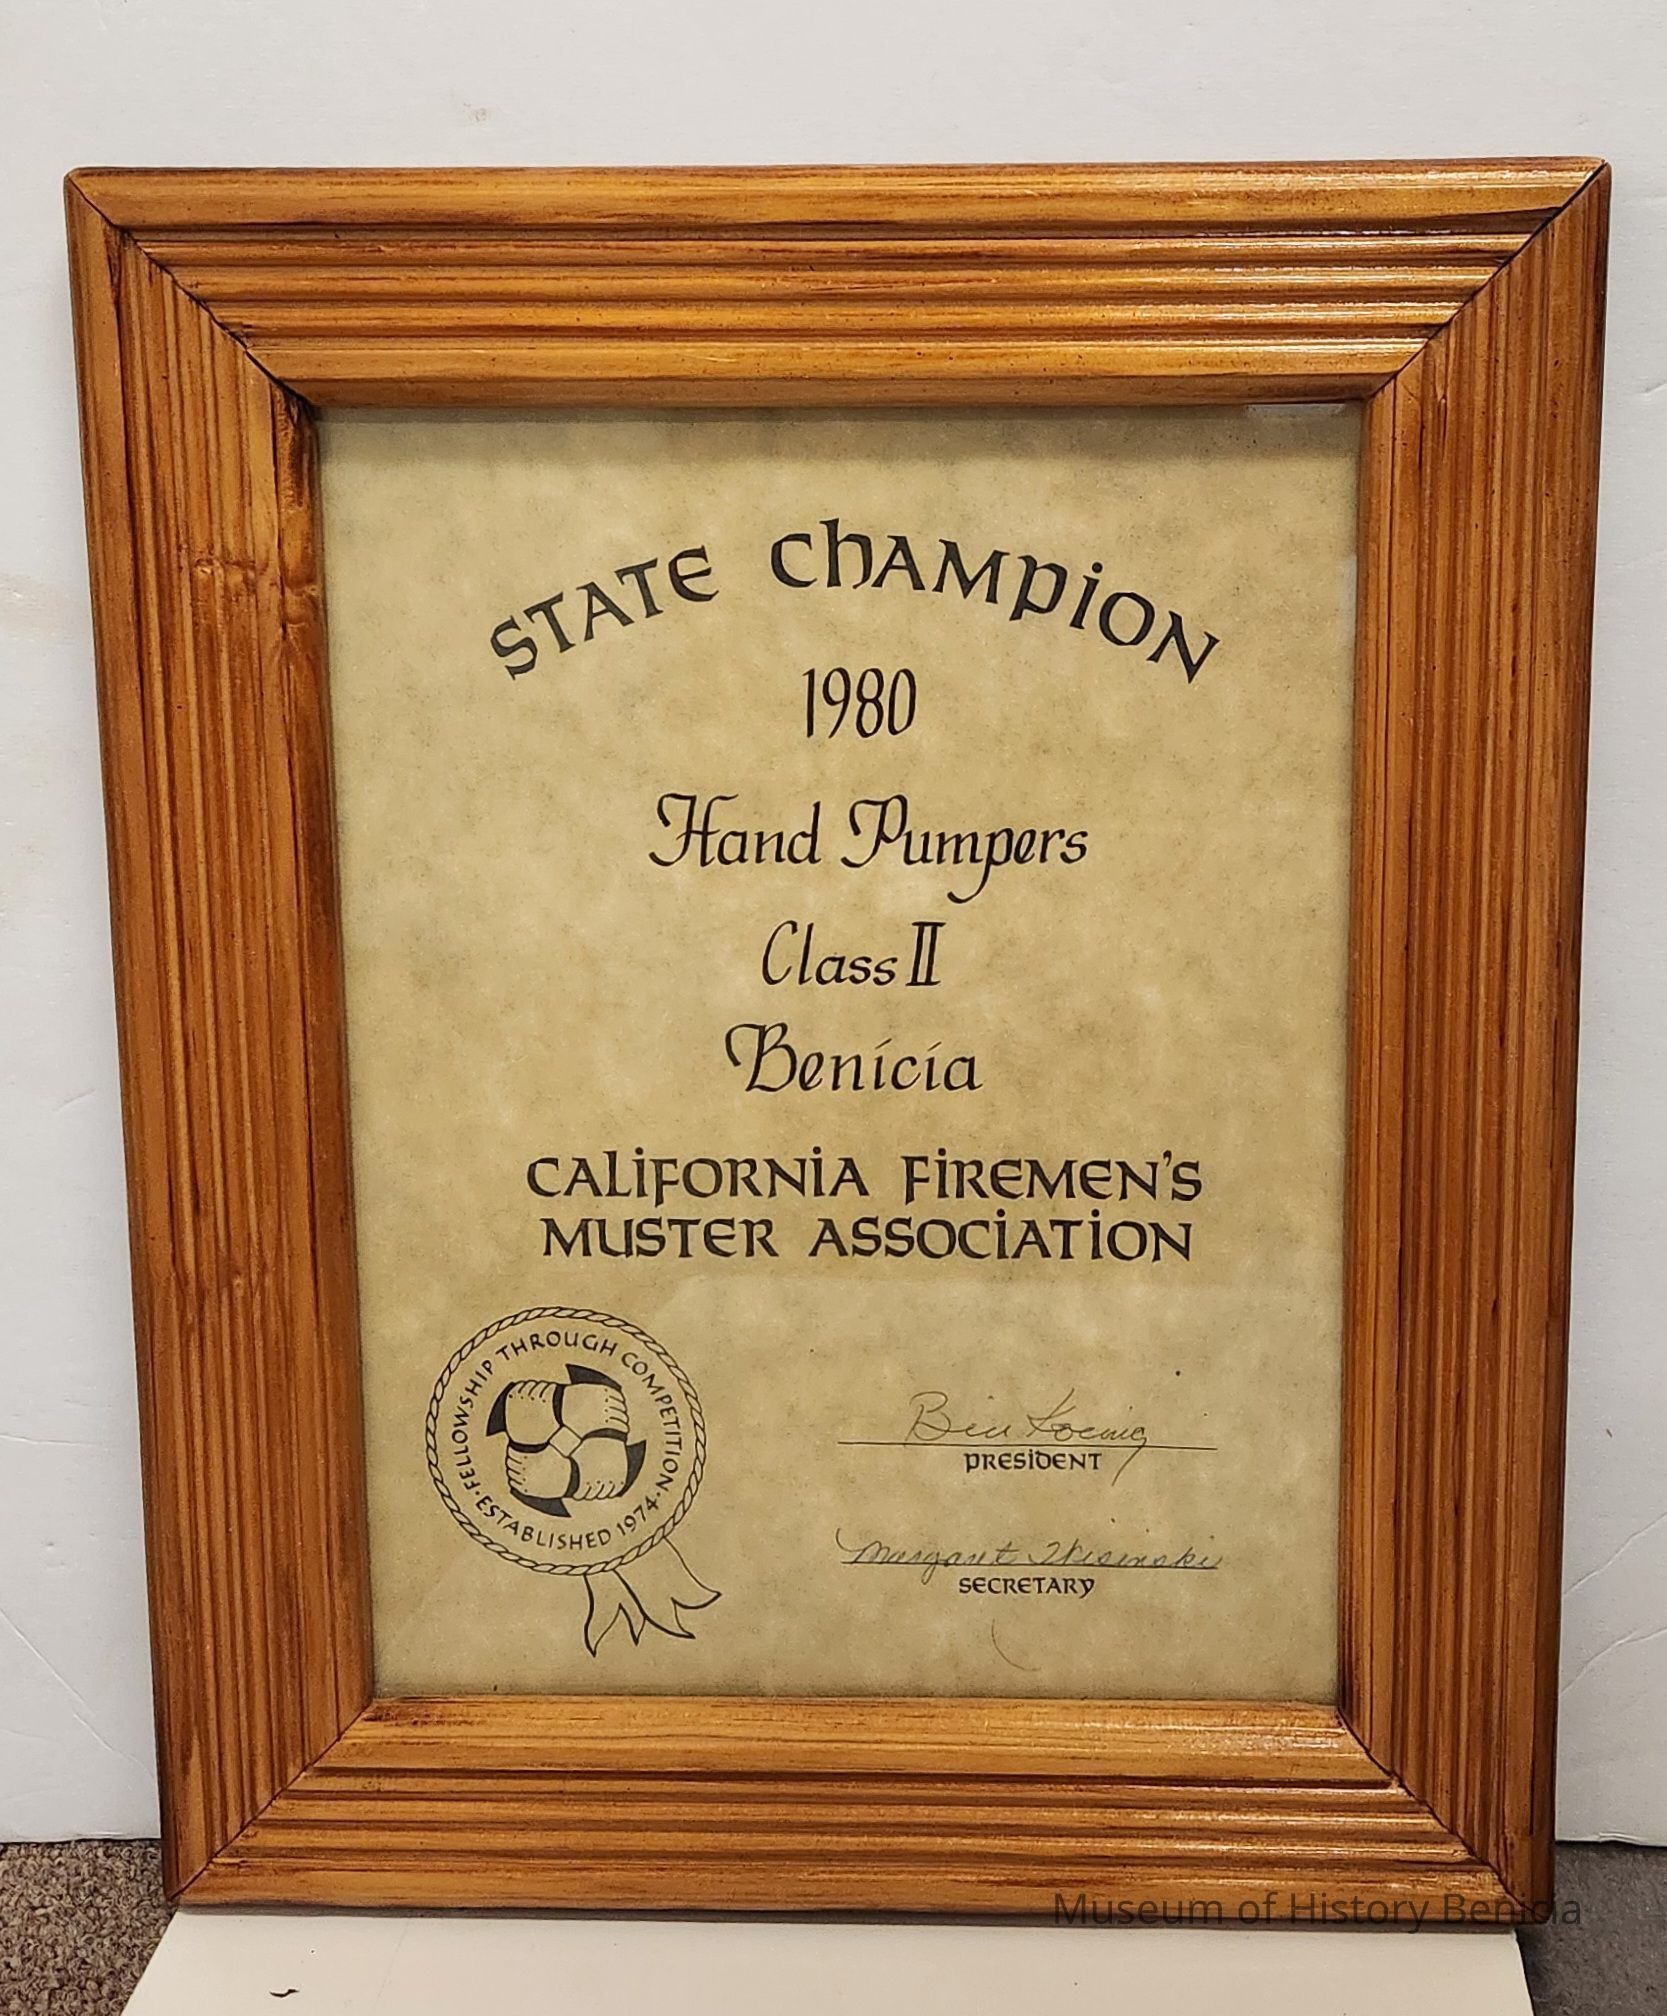 STATE CHAMPION
1980
Hand Pumpers
Class II
Benicia
CALIFORNIA FIREMEN'S
MUSTER ASSOCIATION
FELLOWSHIP THROUGH COMPETITION
ESTABLISHED 1974
PRESIDENT
Margaret
SECRETARY
Museum of History Benicia